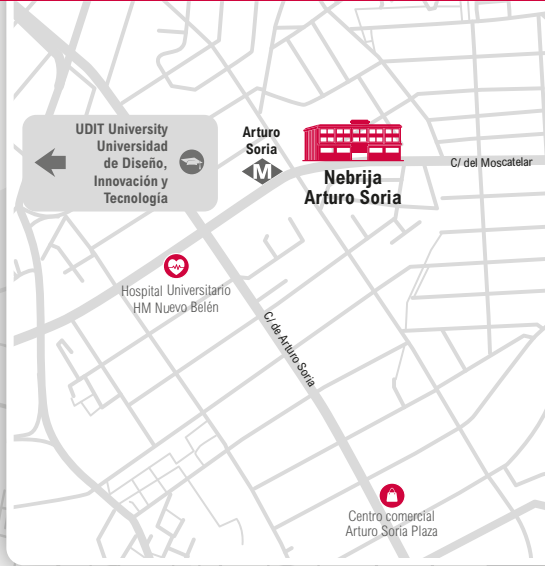 UDIT University
Universidad
de Diseño,
Innovación y
Tecnología
Arturo
Soria
M
Nebrija
Arturo Soria
C/ del Moscatelar
Hospital Universitario
HM Nuevo Belén
C/ de Arturo Soria
Centro comercial
Arturo Soria Plaza